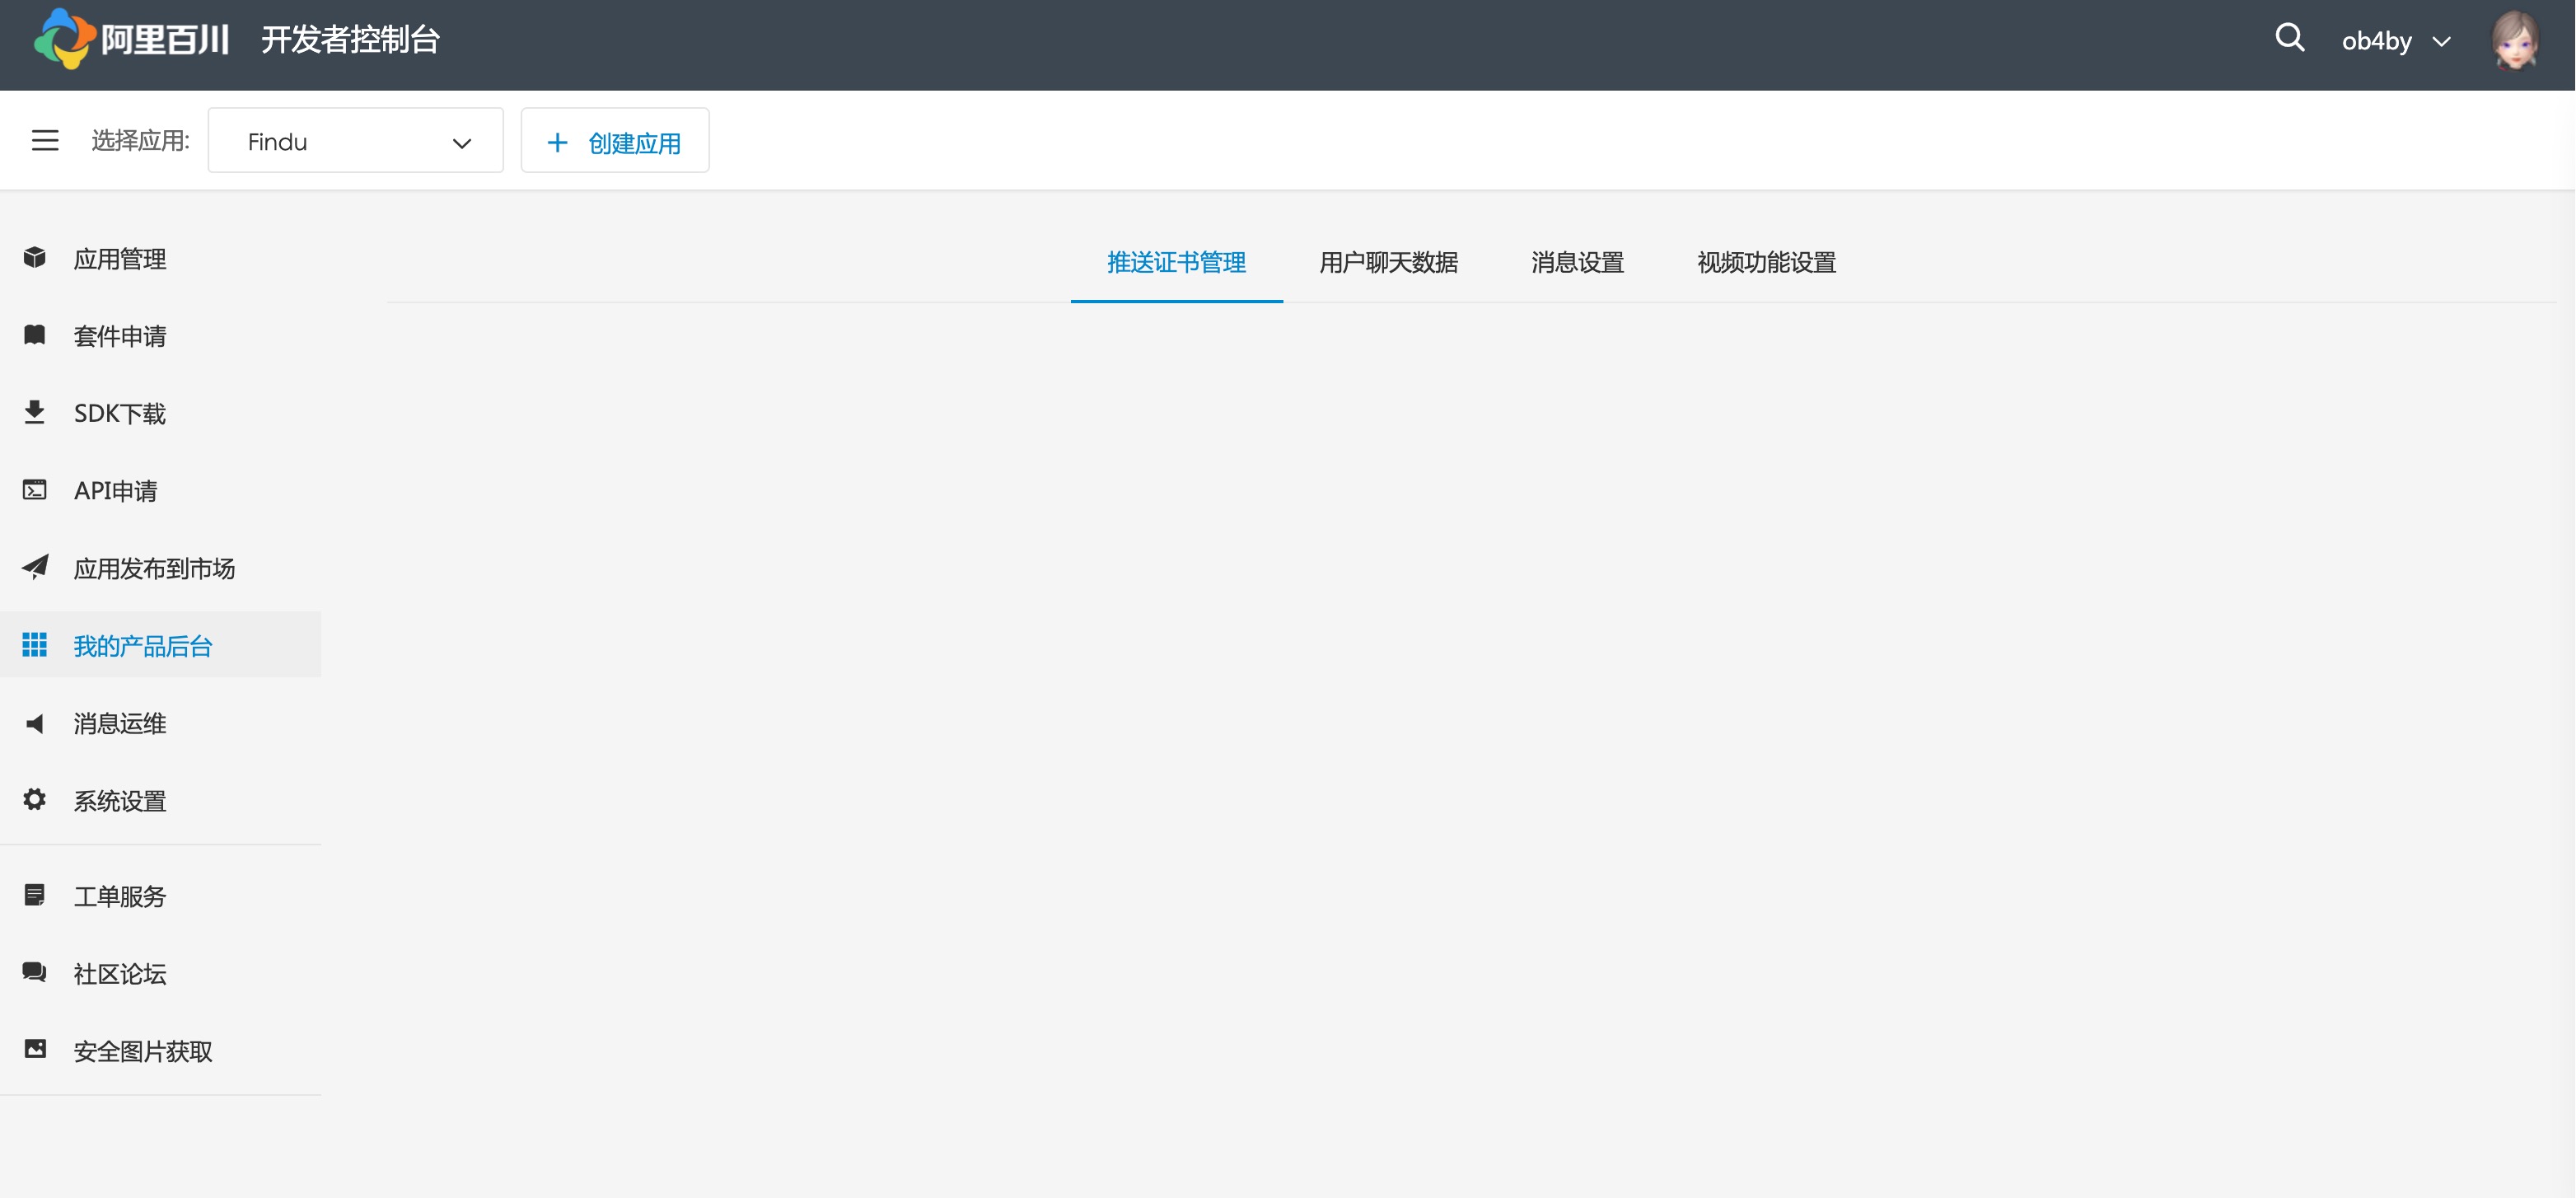 阿里百川 开发者控制台 ob4by
选择应用: Findu + 创建应用
推送证书管理 用户聊天数据 消息设置 视频功能设置
应用管理
套件申请
SDK下载
API申请
应用发布到市场
我的产品后台
消息运维
系统设置
工单服务
社区论坛
安全图片获取